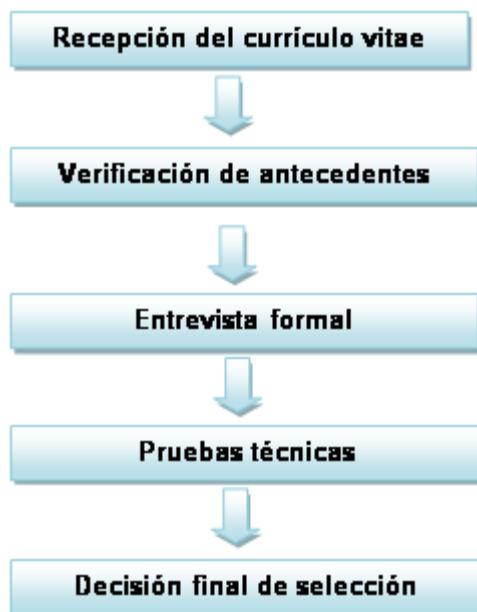 Recepción del currículo vitae
Verificación de antecedentes
Entrevista formal
Pruebas técnicas
Decisión final de selección